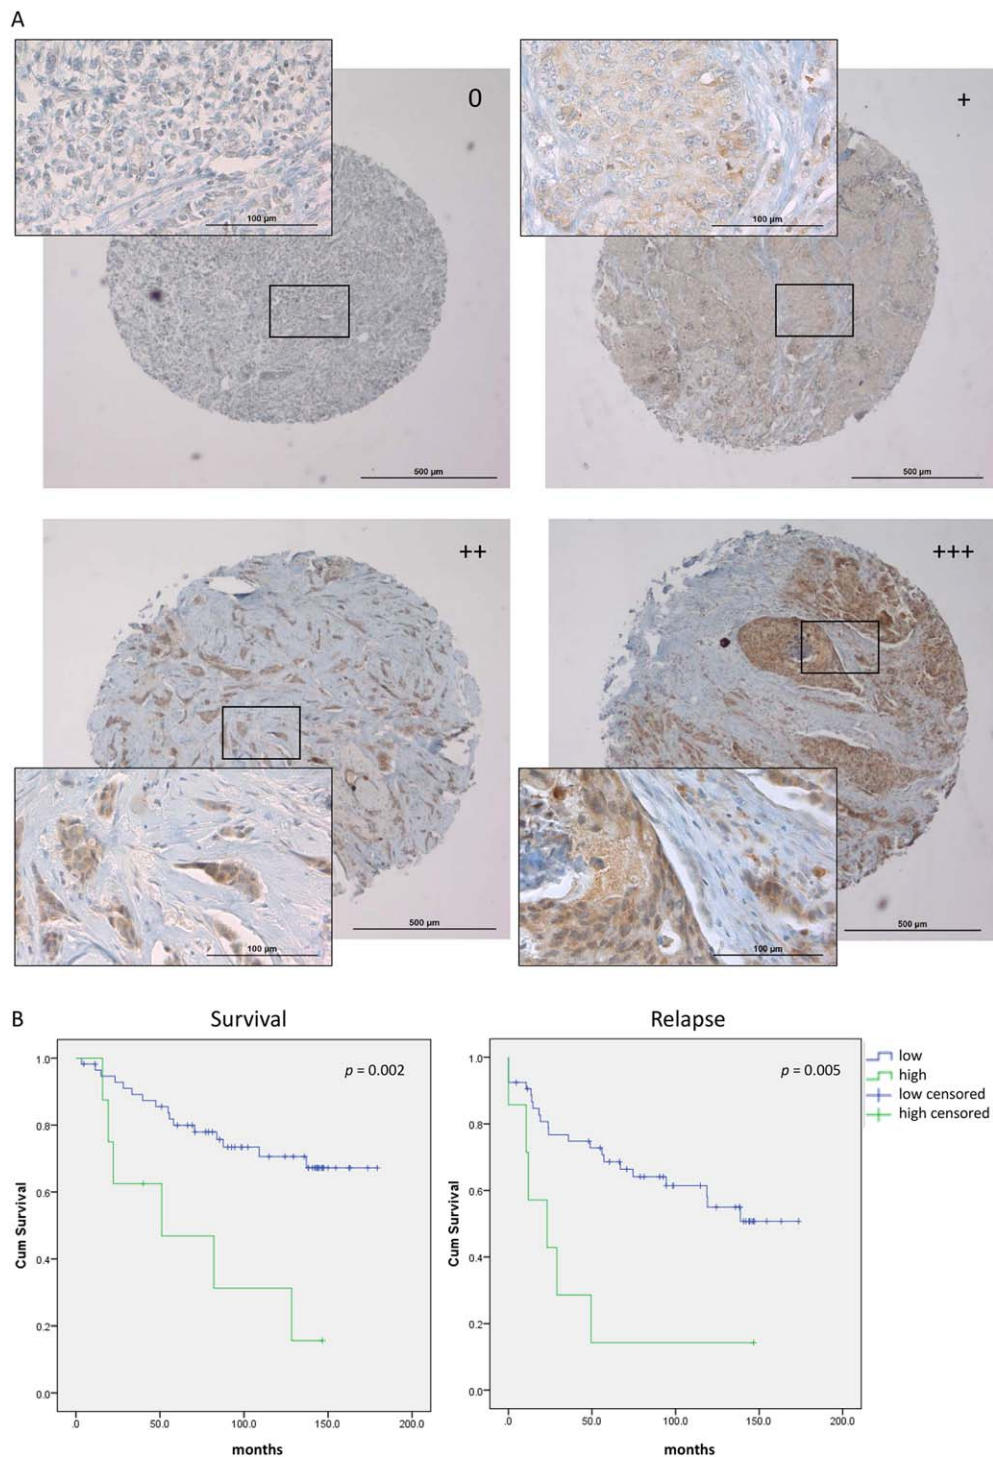 A
0
+
100 µm
100 µm
500 µm
500 µm
++
+++
100 µm
500 µm
100 µm
500 µm
B
Survival
Relapse
p = 0.002
p = 0.005
low
high
low censored
high censored
Cum Survival
1.0
0.8
0.6
0.4
0.2
0.0
.0
50.0
100.0
150.0
200.0
months
Cum Survival
1.0
0.8
0.6
0.4
0.2
0.0
.0
50.0
100.0
150.0
200.0
months